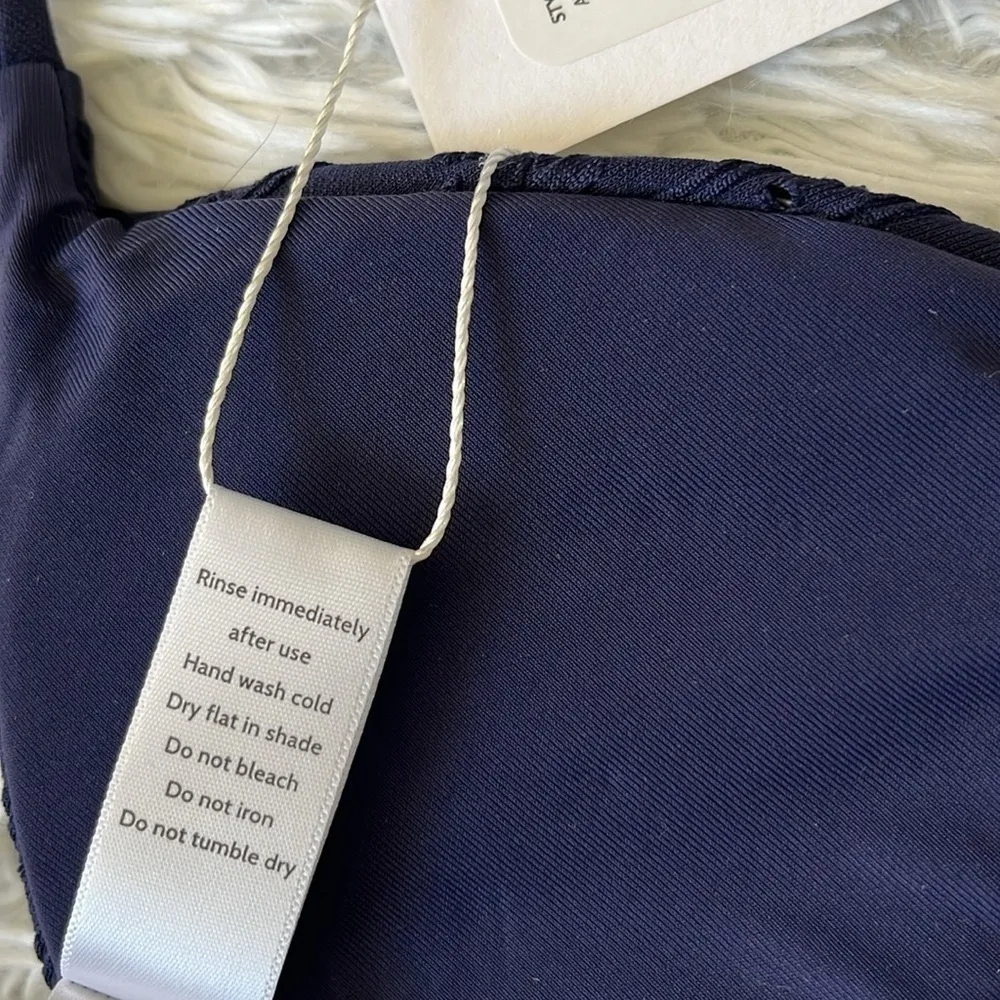 Rinse immediately
after use
Hand wash cold
Dry flat in shade
Do not bleach
Do not iron
Do not tumble dry